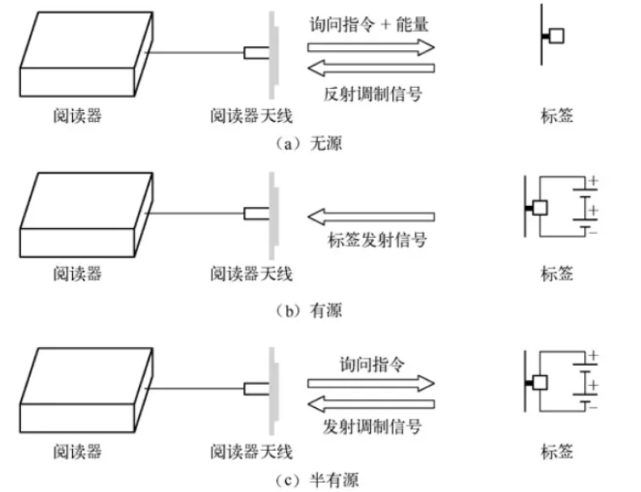 询问指令 + 能量
反射调制信号
阅读器
阅读器天线
标签
(a) 无源
+
+
−
标签发射信号
阅读器
阅读器天线
标签
(b) 有源
询问指令
+
+
−
发射调制信号
阅读器
阅读器天线
标签
(c) 半有源